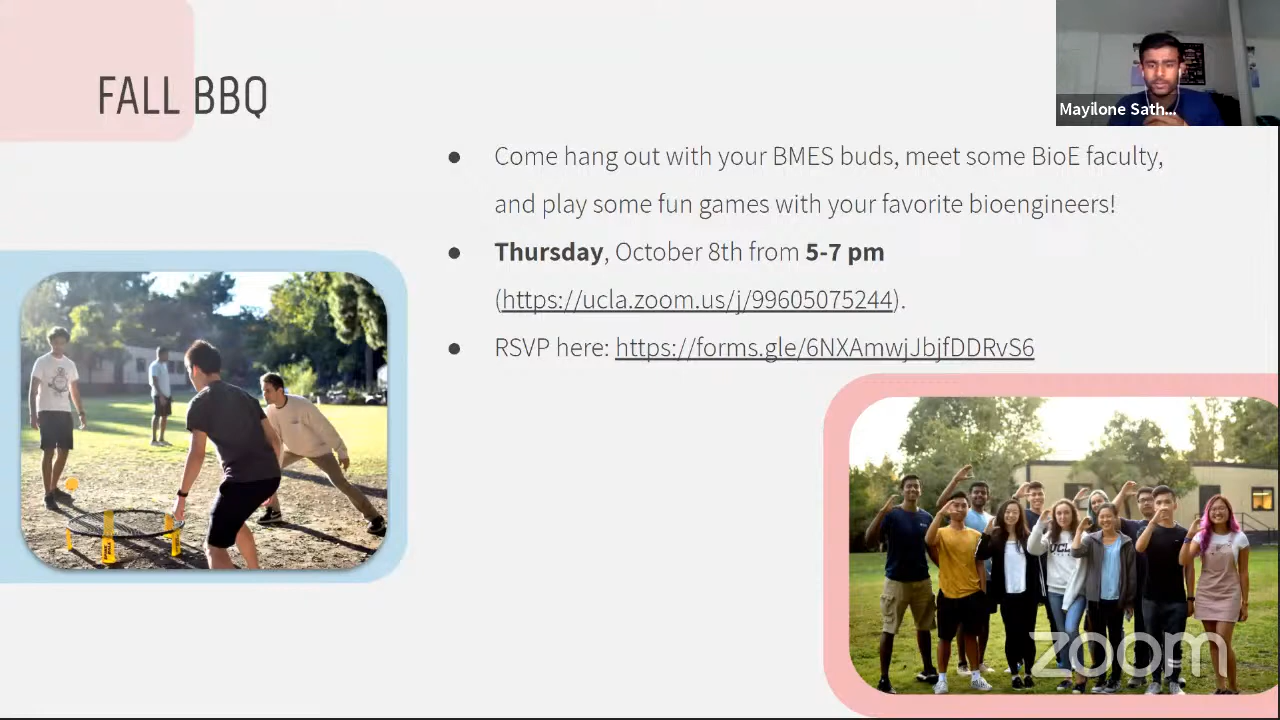 FALL BBQ
Mayilone Sath...
● Come hang out with your BMES buds, meet some BioE faculty,
and play some fun games with your favorite bioengineers!
● Thursday, October 8th from 5-7 pm
(https://ucla.zoom.us/j/99605075244).
● RSVP here: https://forms.gle/6NXAmwjJbjfDDRvS6
UCL
zoom